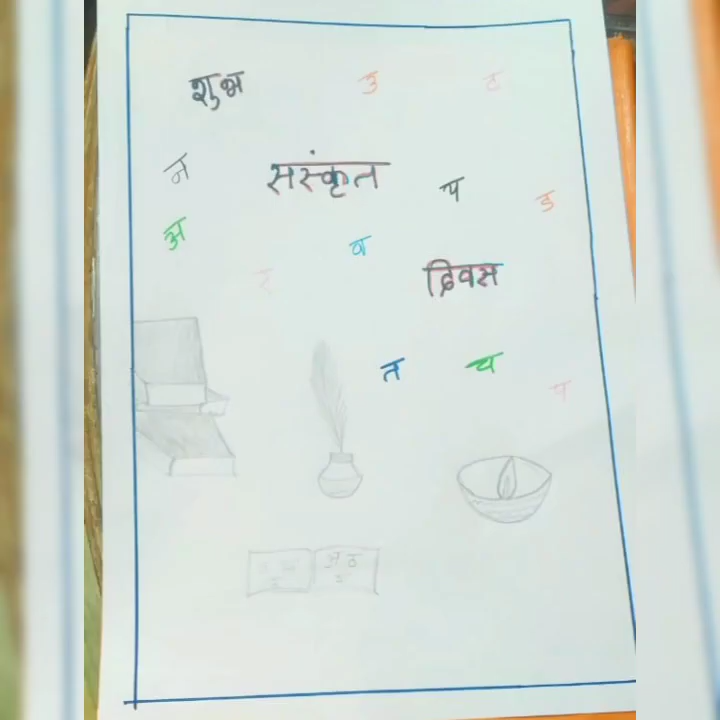 शुभ उ ठ
न संस्कृत प ड
अ व
र दिवस
त च
प
अ ठ
ड